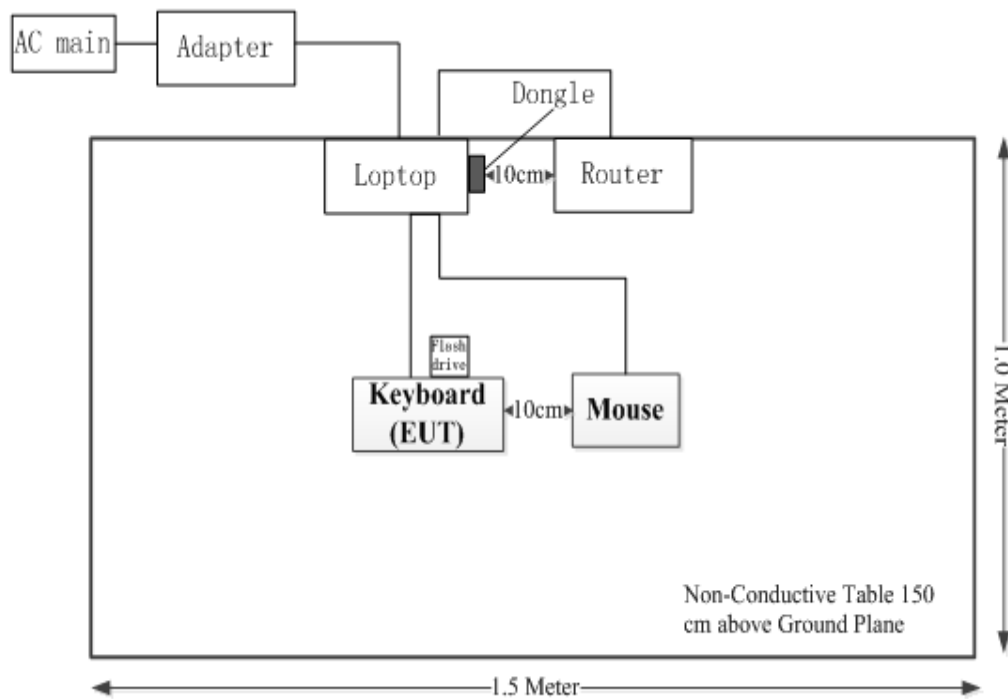 AC main
Adapter
Dongle
Loptop
10cm
Router
Flash
drive
Keyboard
(EUT)
10cm
Mouse
1.0 Meter
Non-Conductive Table 150
cm above Ground Plane
1.5 Meter